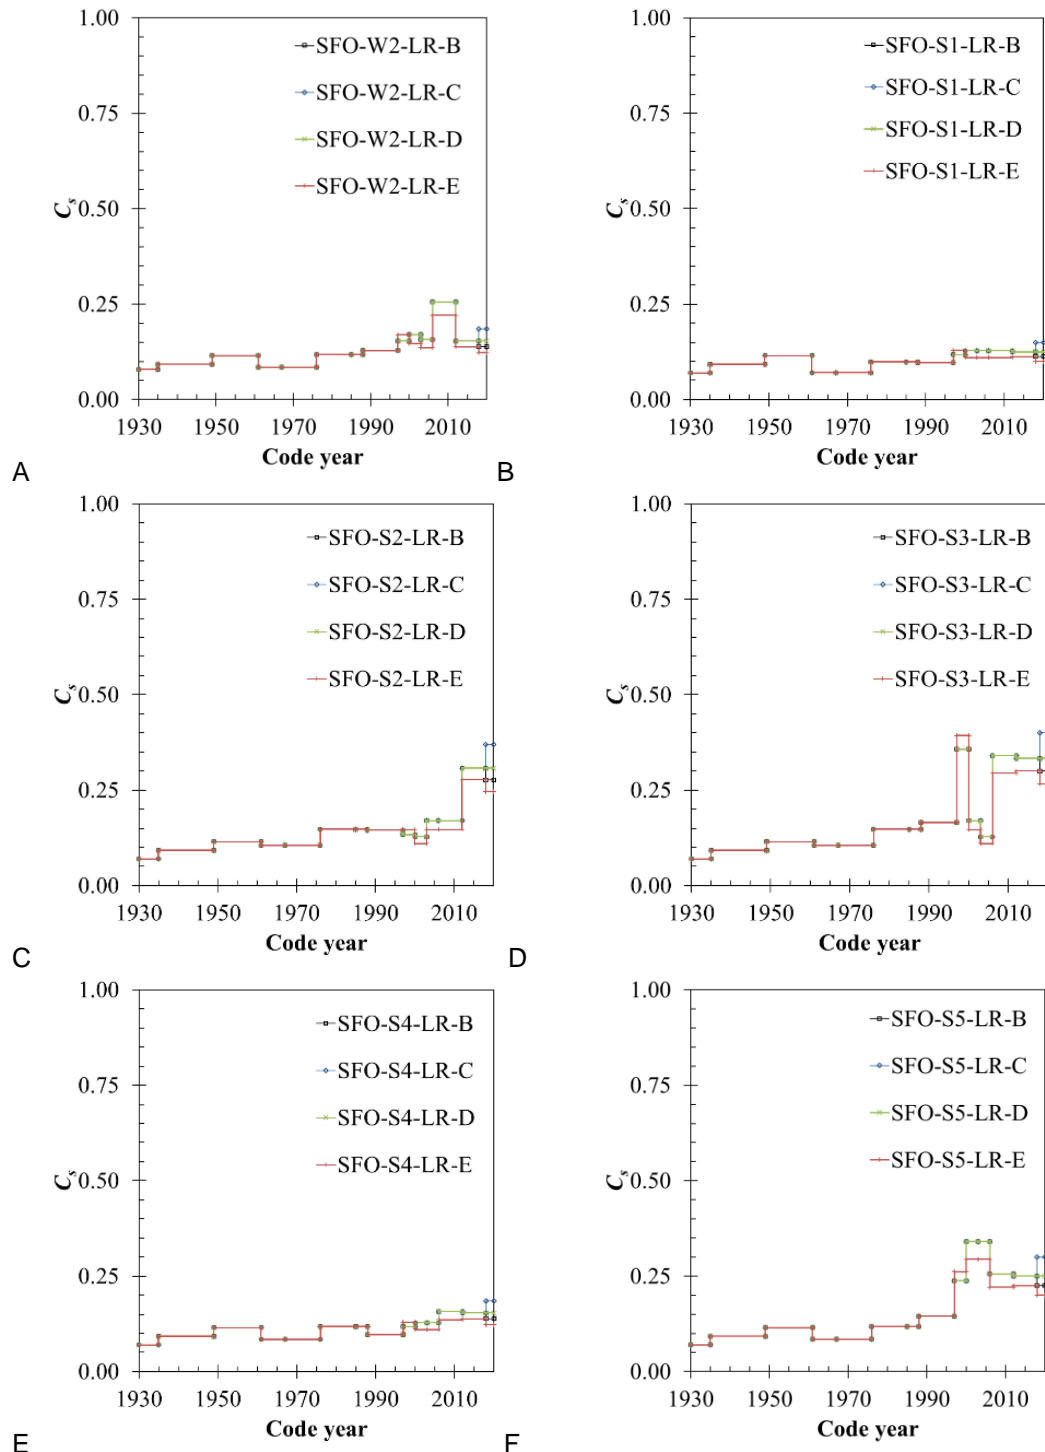 1.00
0.75
0.50
0.25
0.00
Cs
SFO-W2-LR-B
SFO-W2-LR-C
SFO-W2-LR-D
SFO-W2-LR-E
1930 1950 1970 1990 2010
Code year
A
1.00
0.75
0.50
0.25
0.00
Cs
SFO-S1-LR-B
SFO-S1-LR-C
SFO-S1-LR-D
SFO-S1-LR-E
1930 1950 1970 1990 2010
Code year
B
1.00
0.75
0.50
0.25
0.00
Cs
SFO-S2-LR-B
SFO-S2-LR-C
SFO-S2-LR-D
SFO-S2-LR-E
1930 1950 1970 1990 2010
Code year
C
1.00
0.75
0.50
0.25
0.00
Cs
SFO-S3-LR-B
SFO-S3-LR-C
SFO-S3-LR-D
SFO-S3-LR-E
1930 1950 1970 1990 2010
Code year
D
1.00
0.75
0.50
0.25
0.00
Cs
SFO-S4-LR-B
SFO-S4-LR-C
SFO-S4-LR-D
SFO-S4-LR-E
1930 1950 1970 1990 2010
Code year
E
1.00
0.75
0.50
0.25
0.00
Cs
SFO-S5-LR-B
SFO-S5-LR-C
SFO-S5-LR-D
SFO-S5-LR-E
1930 1950 1970 1990 2010
Code year
F